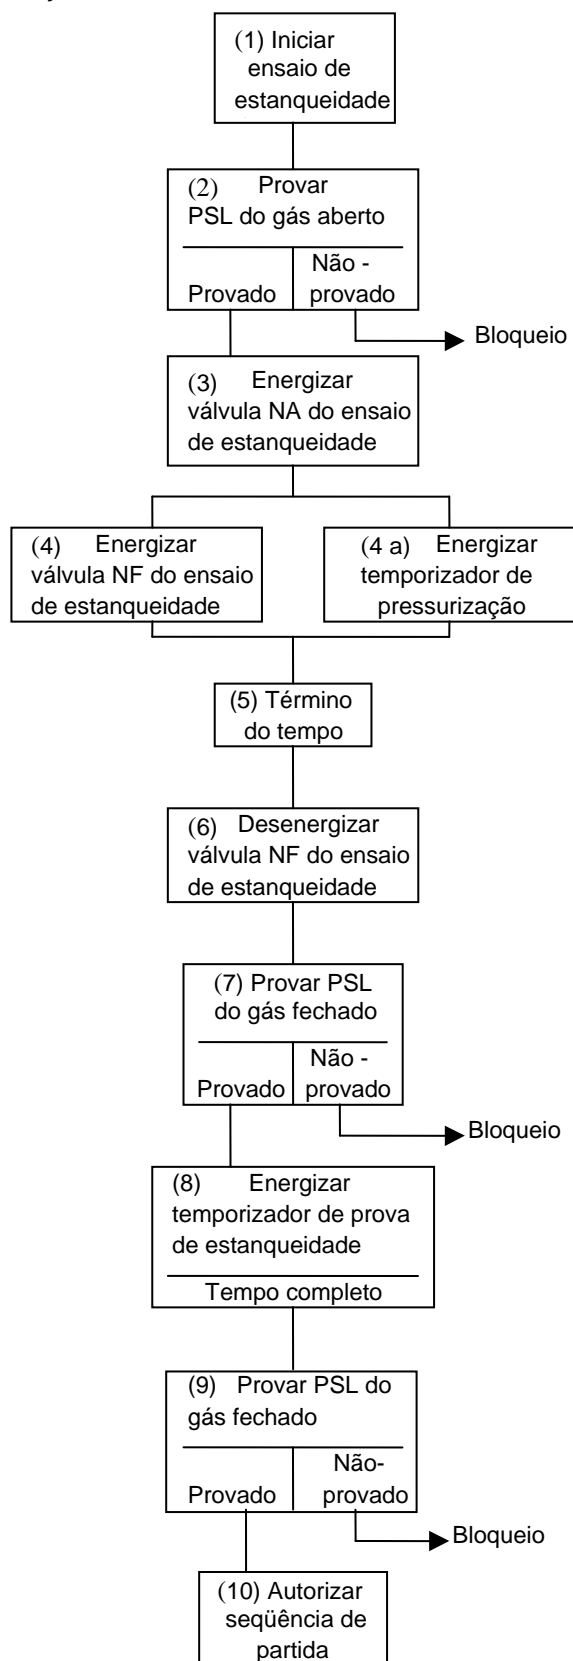 (1) Iniciar
ensaio de
estanqueidade
(2) Provar
PSL do gás aberto
Provado
Não -
provado
Bloqueio
(3) Energizar
válvula NA do ensaio
de estanqueidade
(4) Energizar
válvula NF do ensaio
de estanqueidade
(4 a) Energizar
temporizador de
pressurização
(5) Término
do tempo
(6) Desenergizar
válvula NF do ensaio
de estanqueidade
(7) Provar PSL
do gás fechado
Provado
Não -
provado
Bloqueio
(8) Energizar
temporizador de prova
de estanqueidade
Tempo completo
(9) Provar PSL do
gás fechado
Provado
Não-
provado
Bloqueio
(10) Autorizar
seqüência de
partida